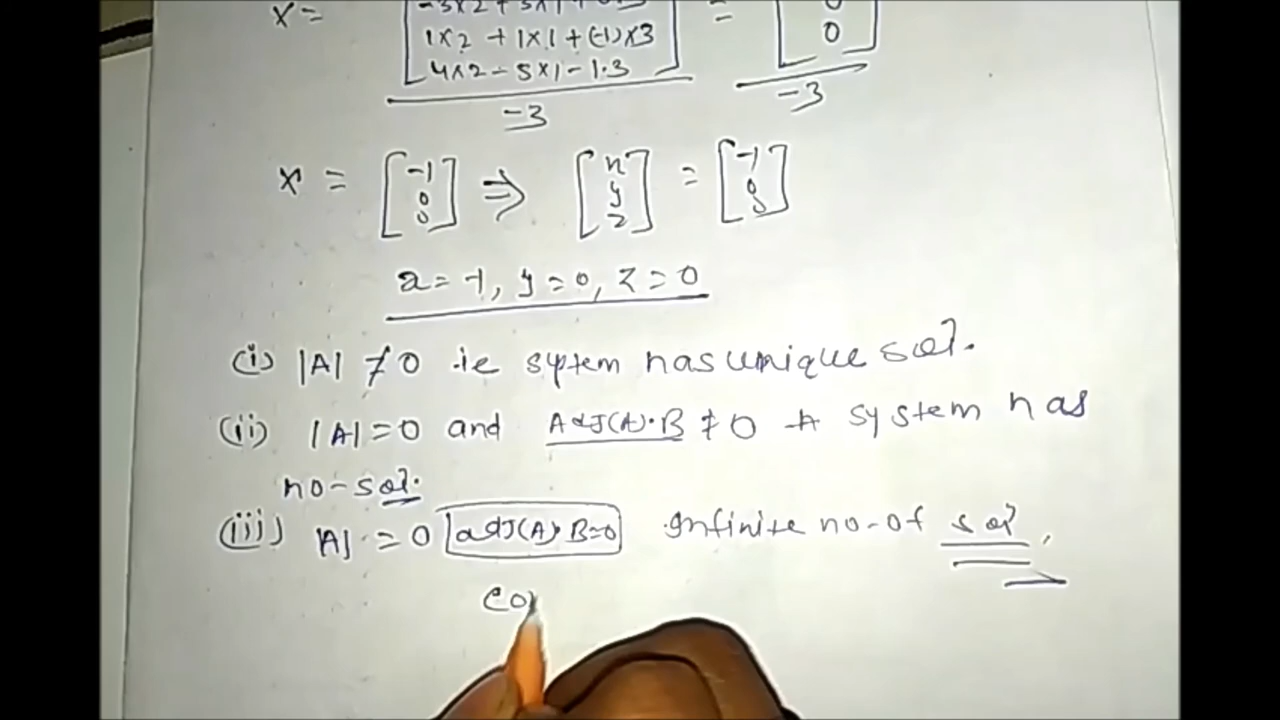 X = [ 1×2 + 1×1 + (-1)×3 = [ 0
4×2 - 5×1 - 1.3 ]
-3 -3
X = [-1 0 0] ⇒ [x y z] = [-1 0 0]
x = -1, y = 0, z = 0
(i) |A| ≠ 0 .ie system has unique sol.
(ii) |A| = 0 and AdJ(A)·B ≠ 0 A system has
no-sol.
(iii) |A| = 0 adJ(A)·B=0 Infinite no-of sol.
co